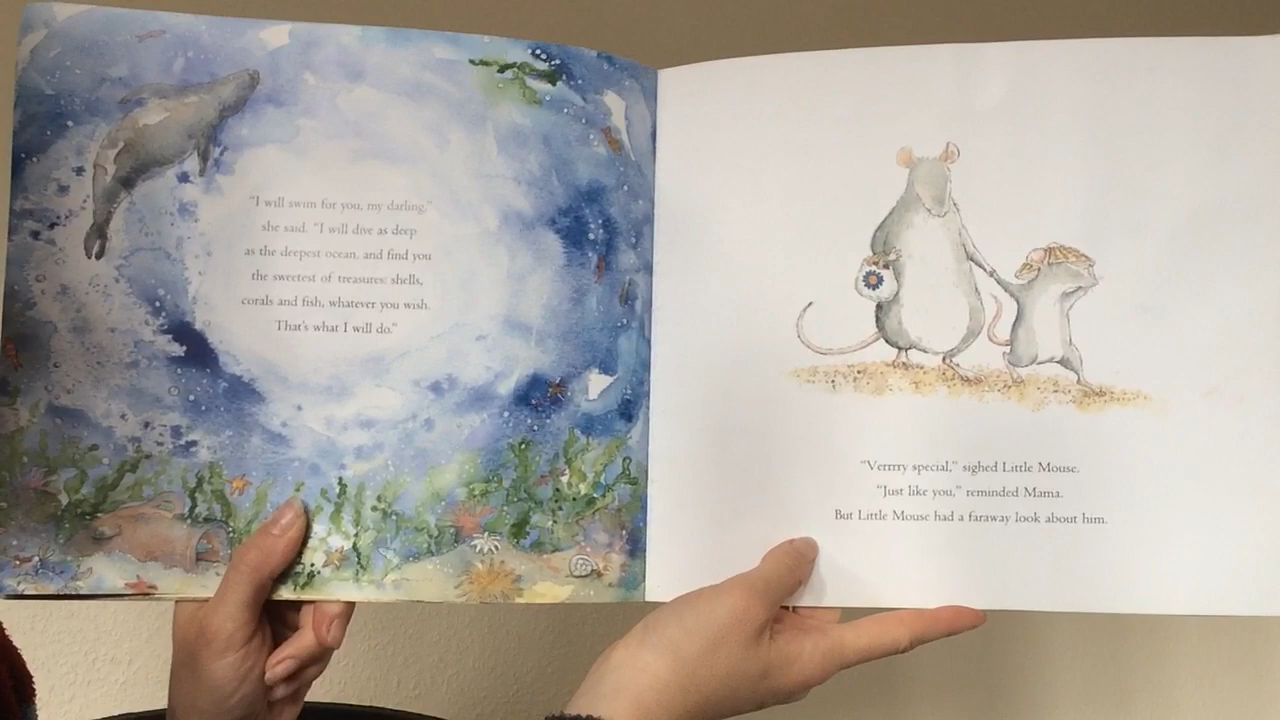 "I will swim for you, my darling,"
she said. "I will dive as deep
as the deepest ocean, and find you
the sweetest of treasures: shells,
corals and fish, whatever you wish.
That's what I will do."
"Verrrry special," sighed Little Mouse.
"Just like you," reminded Mama.
But Little Mouse had a faraway look about him.